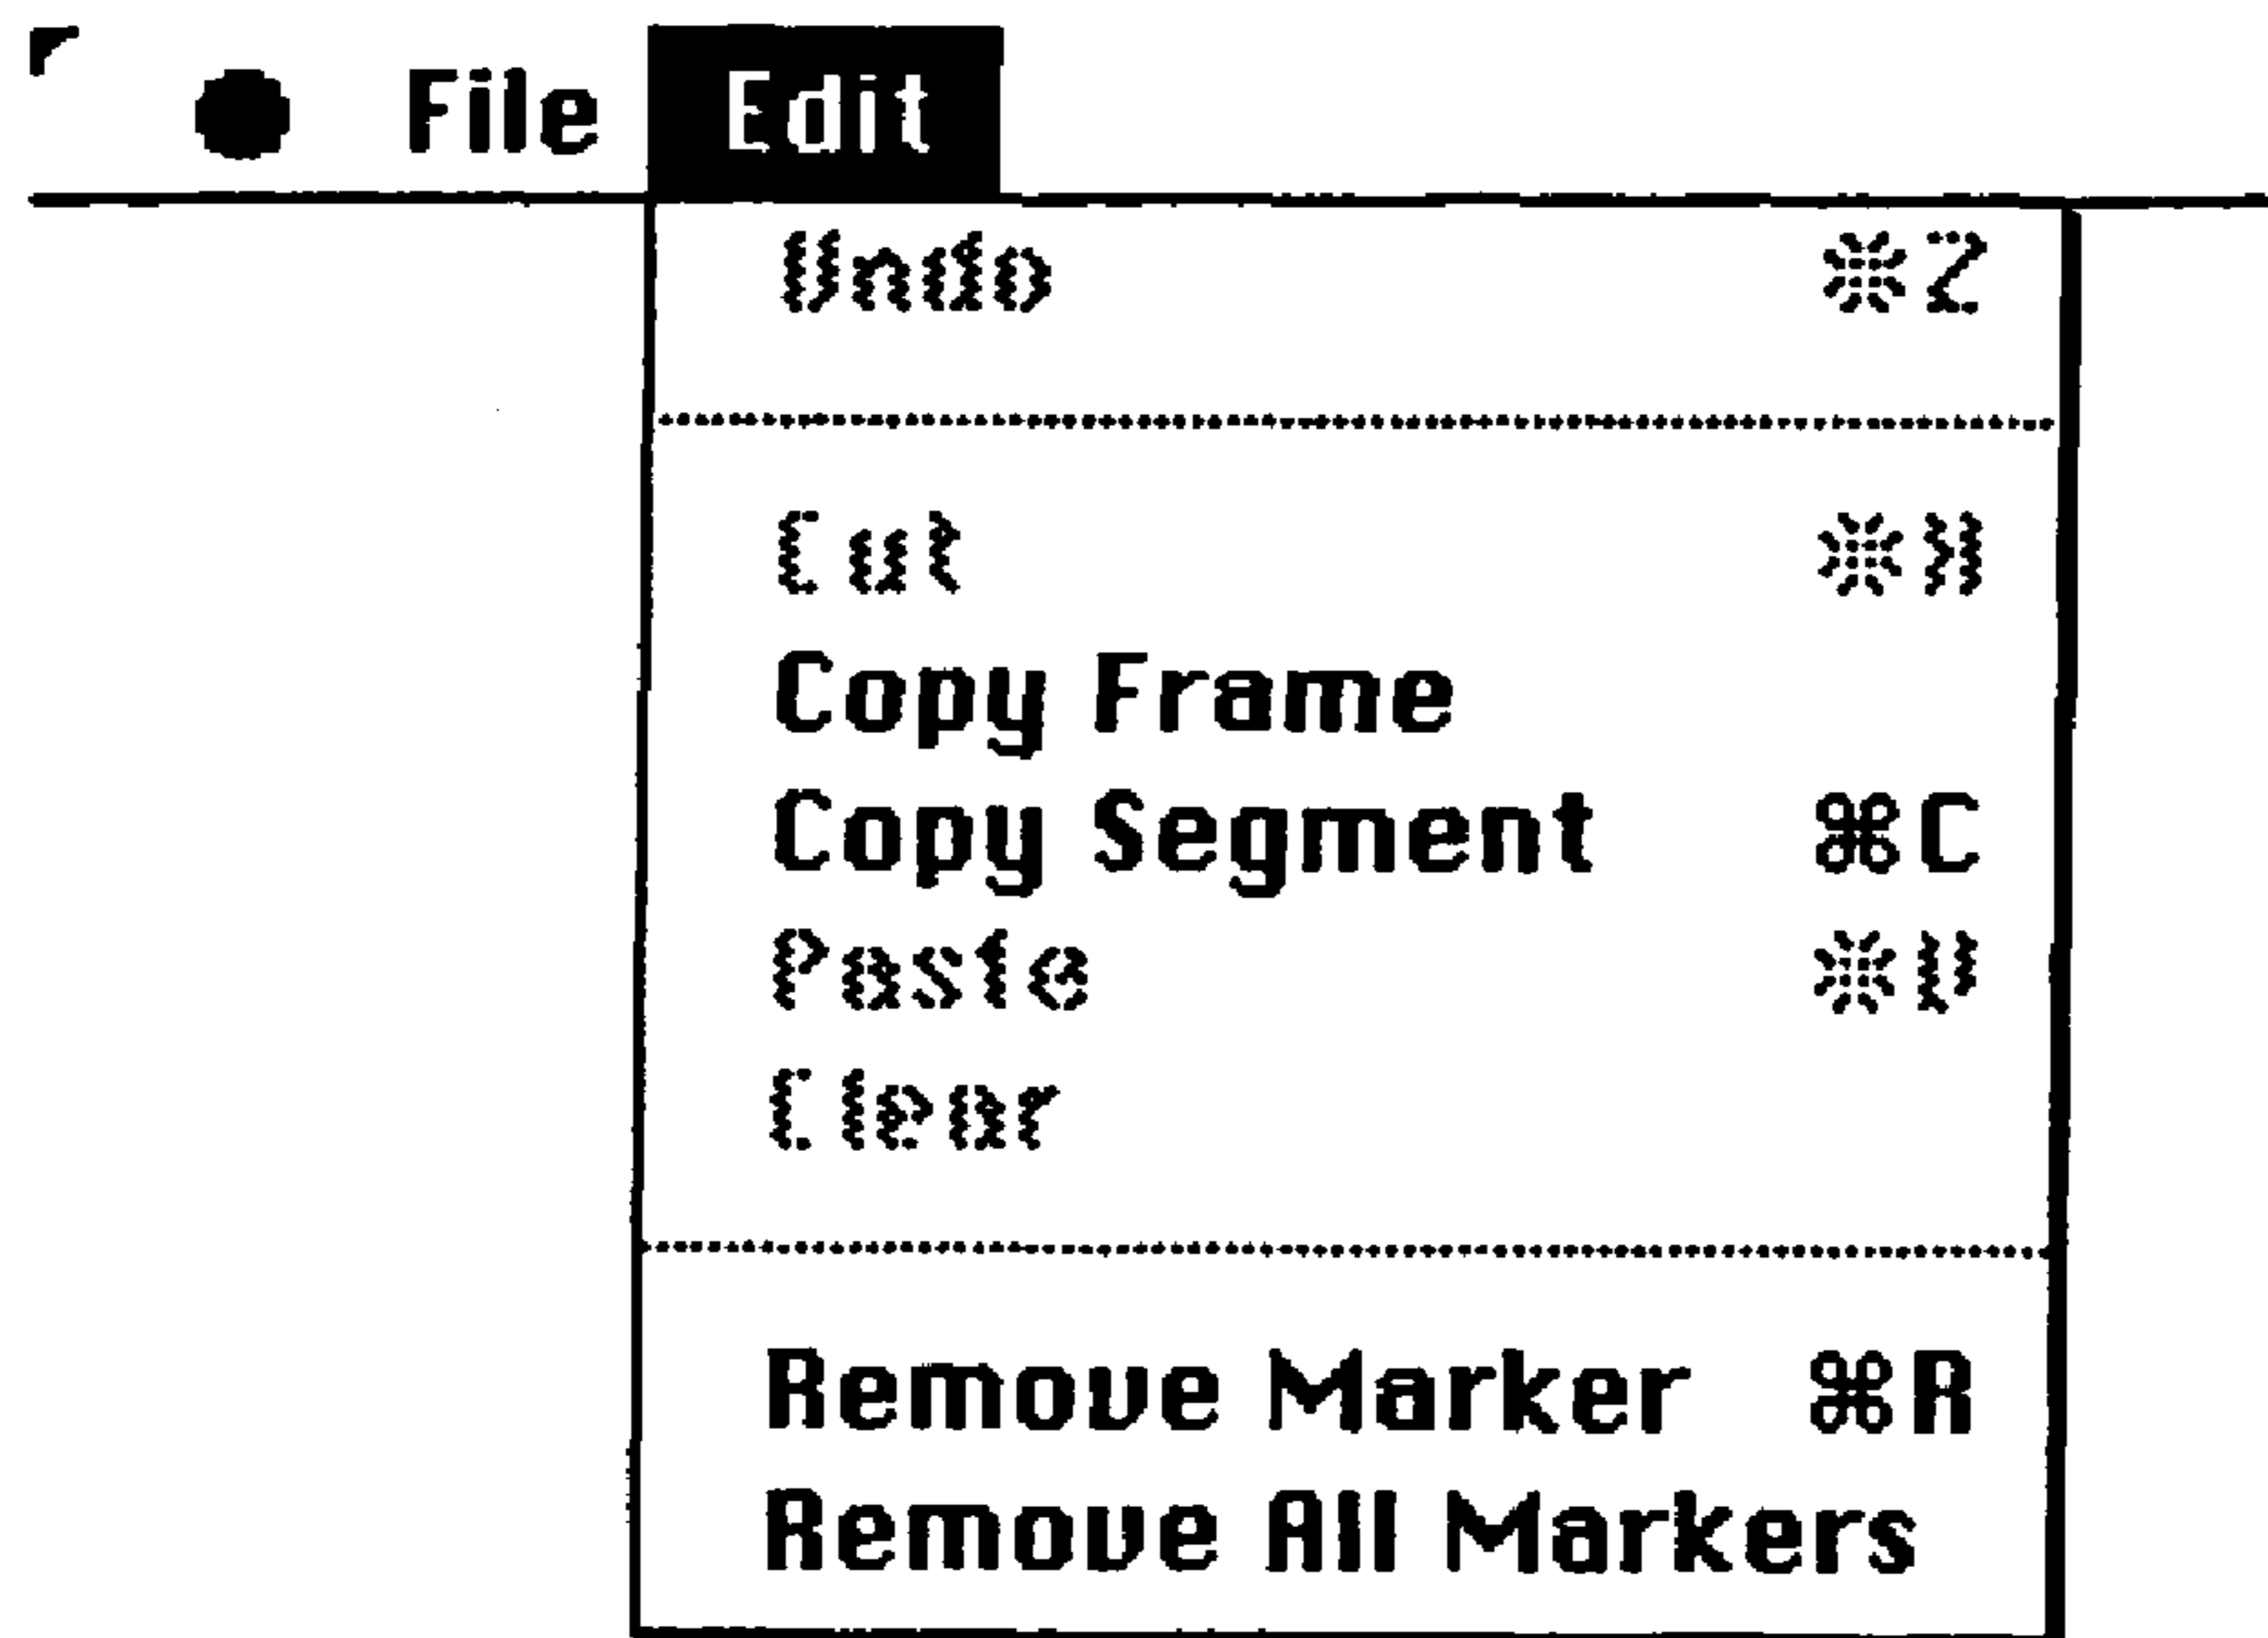 File Edit
Undo ⌘Z
Cut ⌘X
Copy Frame
Copy Segment ⌘C
Paste ⌘V
Clear
Remove Marker ⌘R
Remove All Markers